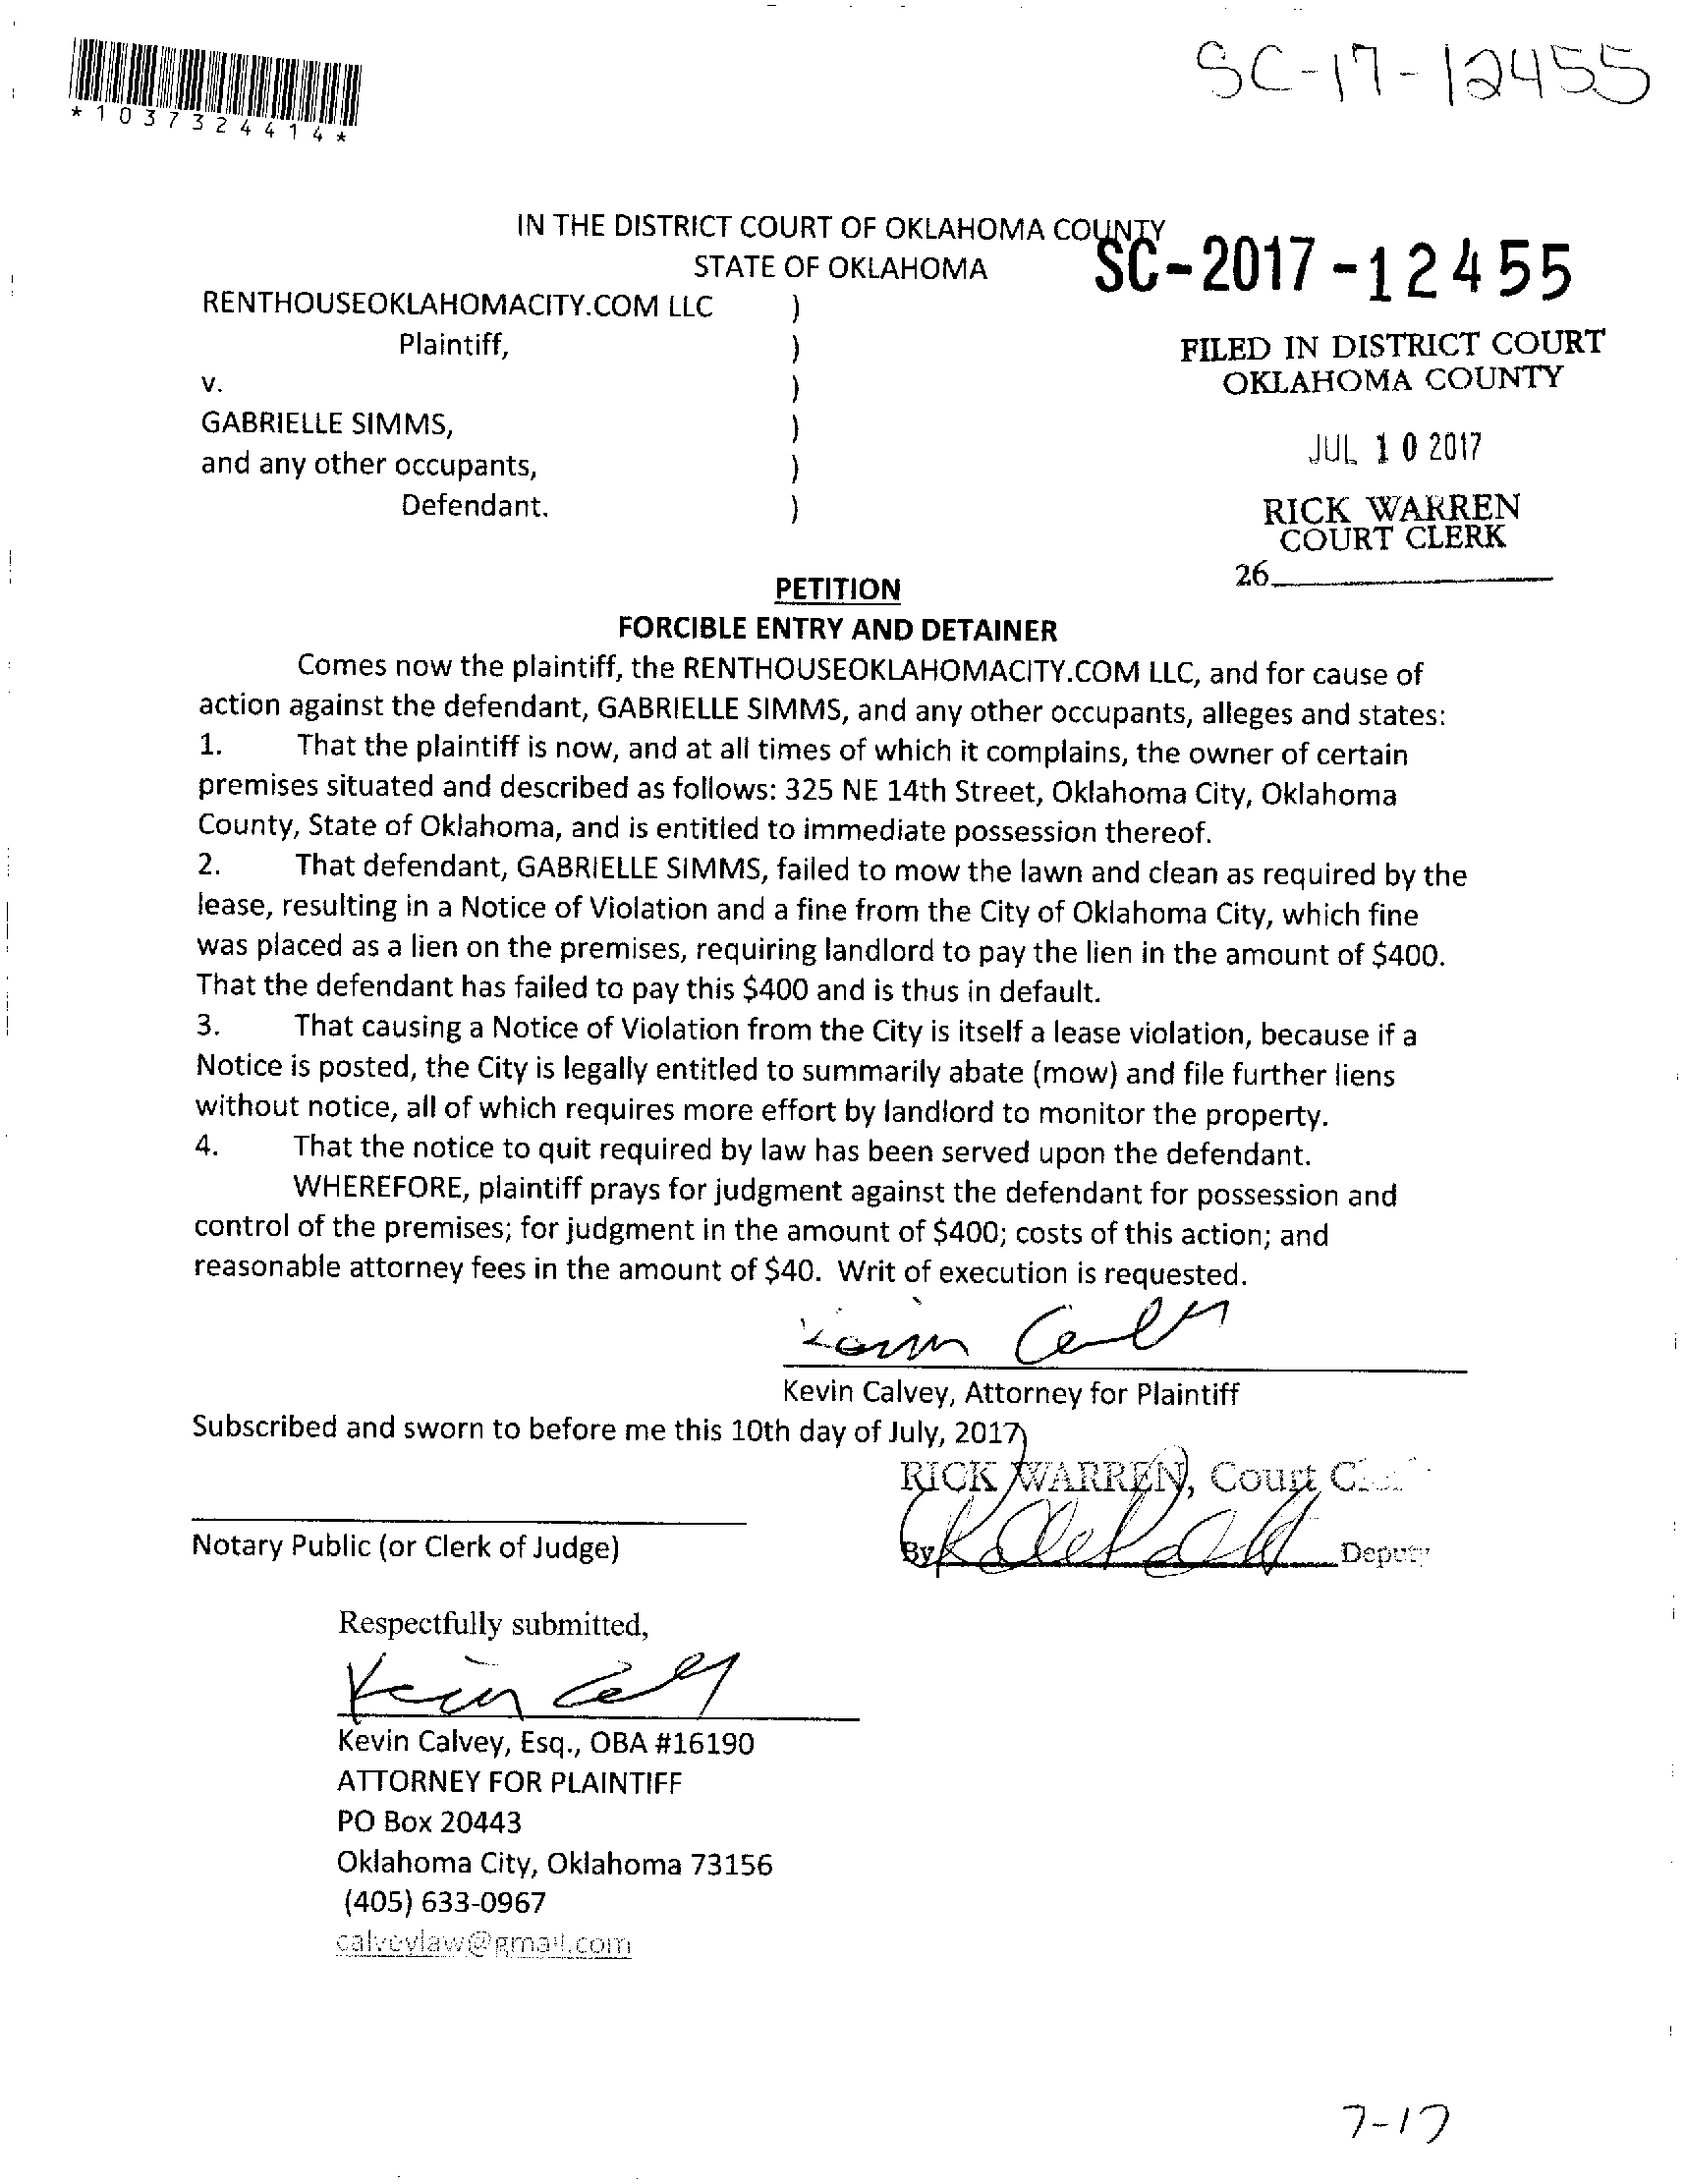 SC-17-12455
*1037324414*
IN THE DISTRICT COURT OF OKLAHOMA COUNTY
STATE OF OKLAHOMA
SC-2017-12455
RENTHOUSEOKLAHOMACITY.COM LLC )
Plaintiff, )
v. )
GABRIELLE SIMMS, )
and any other occupants, )
Defendant. )
FILED IN DISTRICT COURT
OKLAHOMA COUNTY
JUL 10 2017
RICK WARREN
COURT CLERK
26
PETITION
FORCIBLE ENTRY AND DETAINER
Comes now the plaintiff, the RENTHOUSEOKLAHOMACITY.COM LLC, and for cause of
action against the defendant, GABRIELLE SIMMS, and any other occupants, alleges and states:
1. That the plaintiff is now, and at all times of which it complains, the owner of certain
premises situated and described as follows: 325 NE 14th Street, Oklahoma City, Oklahoma
County, State of Oklahoma, and is entitled to immediate possession thereof.
2. That defendant, GABRIELLE SIMMS, failed to mow the lawn and clean as required by the
lease, resulting in a Notice of Violation and a fine from the City of Oklahoma City, which fine
was placed as a lien on the premises, requiring landlord to pay the lien in the amount of $400.
That the defendant has failed to pay this $400 and is thus in default.
3. That causing a Notice of Violation from the City is itself a lease violation, because if a
Notice is posted, the City is legally entitled to summarily abate (mow) and file further liens
without notice, all of which requires more effort by landlord to monitor the property.
4. That the notice to quit required by law has been served upon the defendant.
WHEREFORE, plaintiff prays for judgment against the defendant for possession and
control of the premises; for judgment in the amount of $400; costs of this action; and
reasonable attorney fees in the amount of $40. Writ of execution is requested.
Kevin Calvey, Attorney for Plaintiff
Subscribed and sworn to before me this 10th day of July, 2017
RICK WARREN, Court
By Deputy
Notary Public (or Clerk of Judge)
Respectfully submitted,
Kevin Calvey, Esq., OBA #16190
ATTORNEY FOR PLAINTIFF
PO Box 20443
Oklahoma City, Oklahoma 73156
(405) 633-0967
calveylaw@gmail.com
7-17